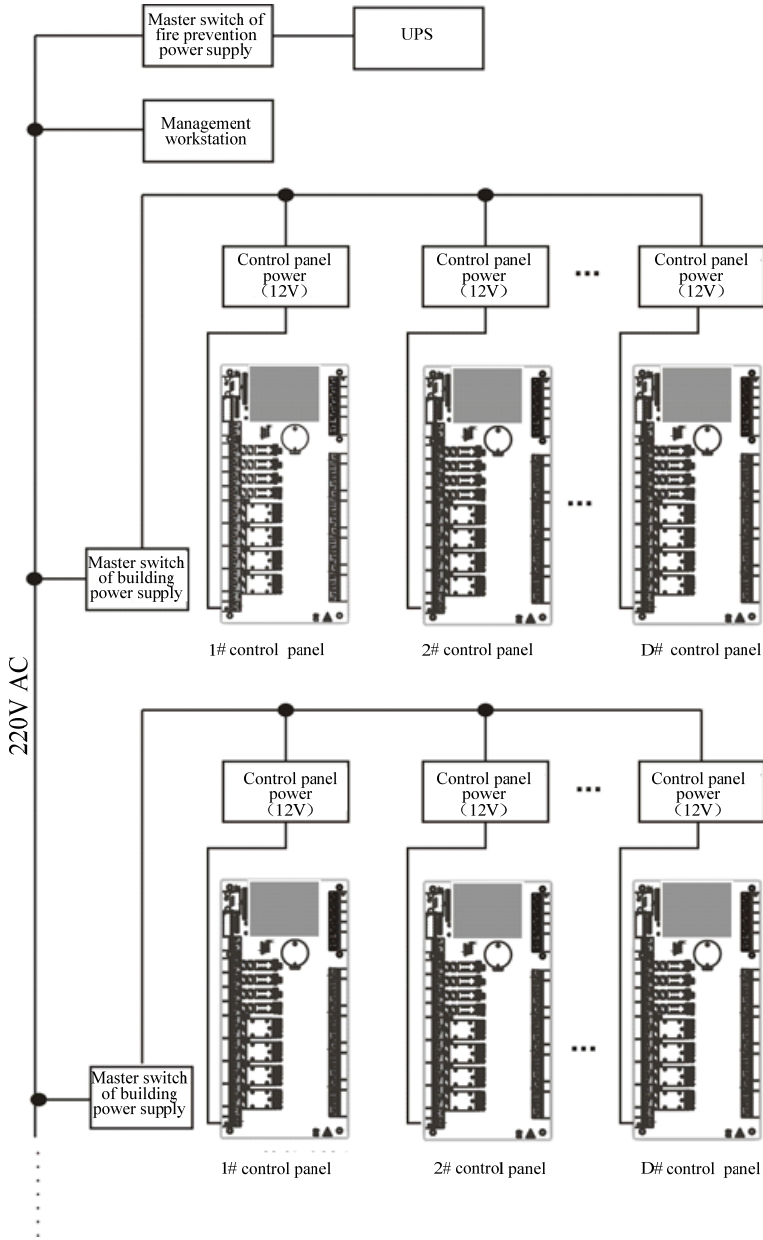 Master switch of
fire prevention
power supply
UPS
Management
workstation
Control panel
power
（12V）
Control panel
power
（12V）
...
Control panel
power
（12V）
...
Master switch
of building
power supply
1# control panel
2# control panel
D# control panel
220V AC
Control panel
power
（12V）
Control panel
power
（12V）
...
Control panel
power
（12V）
...
Master switch
of building
power supply
1# control panel
2# control panel
D# control panel